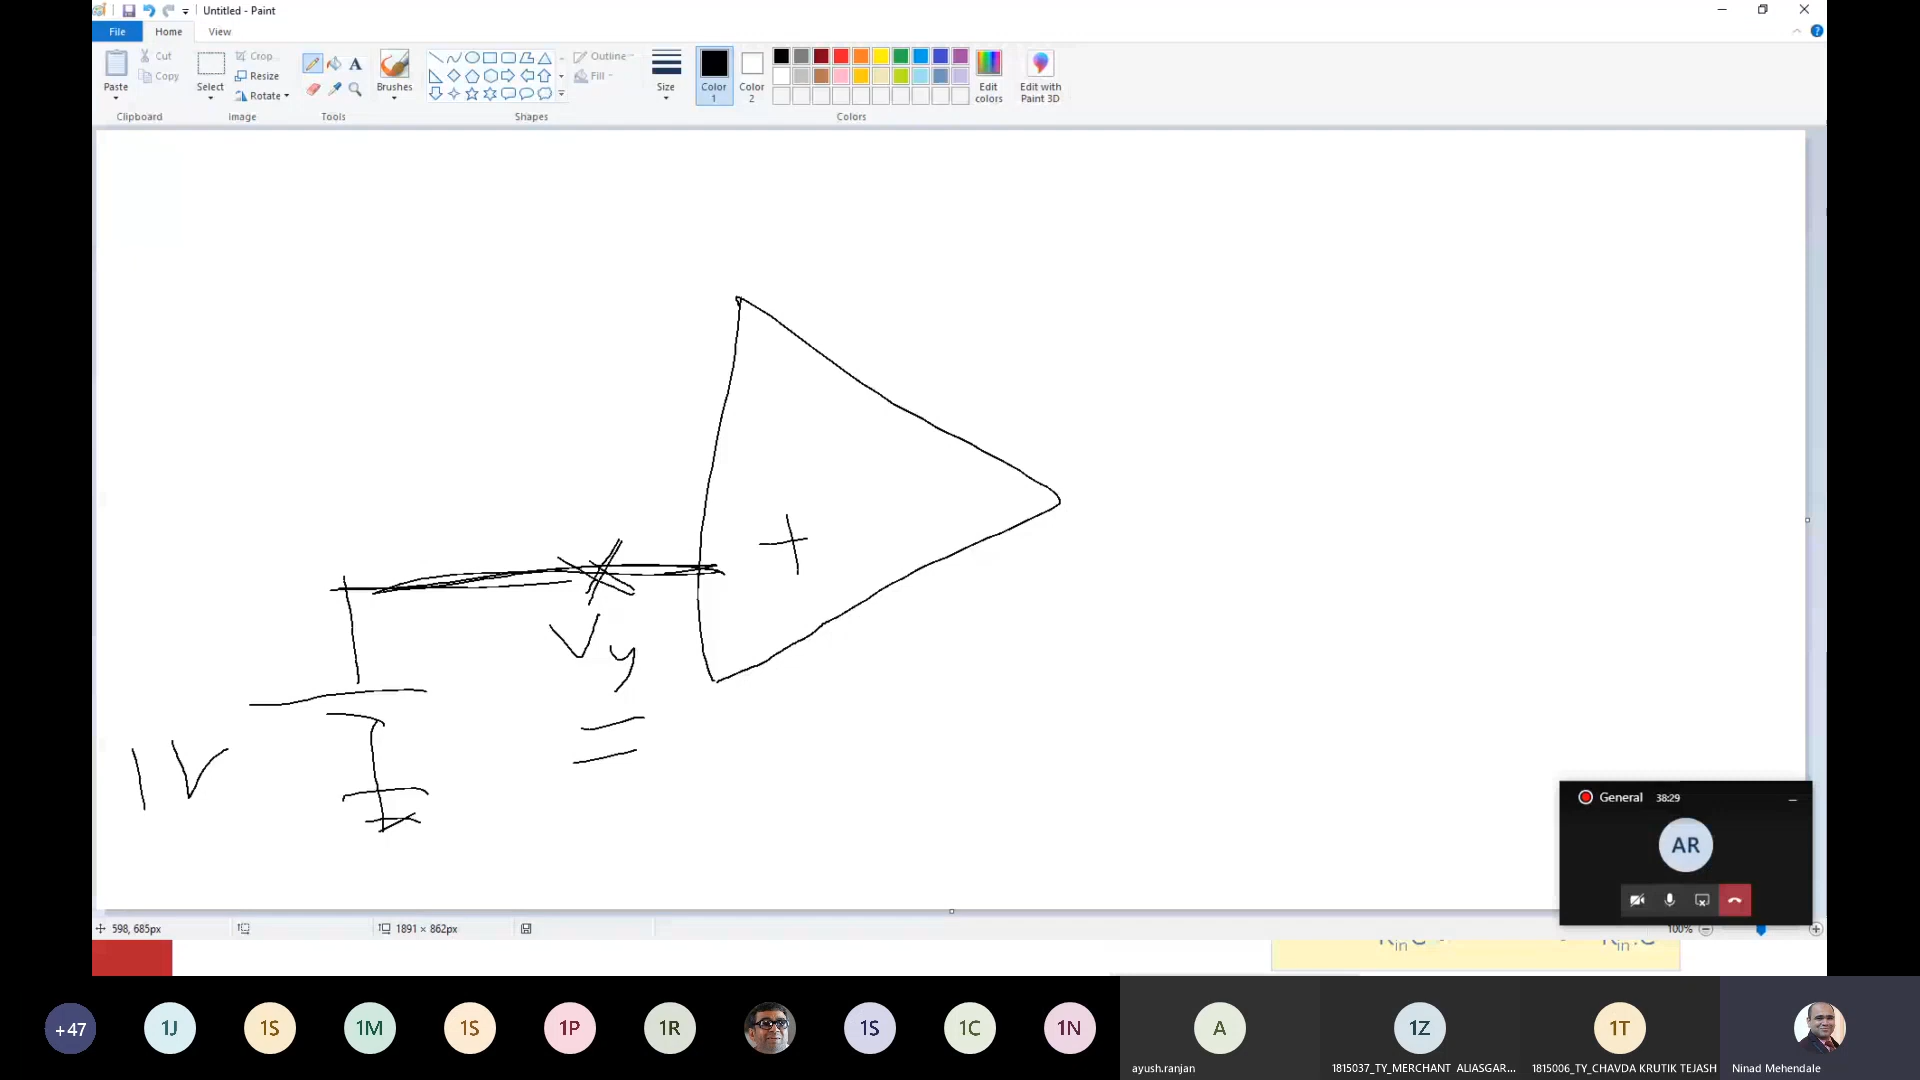 Untitled - Paint
File Home View
Paste
Cut
Copy
Clipboard
Select
Crop
Resize
Rotate
Image
Tools
A
Brushes
Shapes
Outline
Fill
Size
Color 1
Color 2
Edit colors
Edit with Paint 3D
Colors
+
Vy
=
1V
General 38:29
AR
598, 685px
1891 × 862px
100%
+47
1J
1S
1M
1S
1P
1R
1S
1C
1N
A
1Z
1T
ayush.ranjan
1815037_TY_MERCHANT ALIASGAR...
1815006_TY_CHAVDA KRUTIK TEJASH
Ninad Mehendale